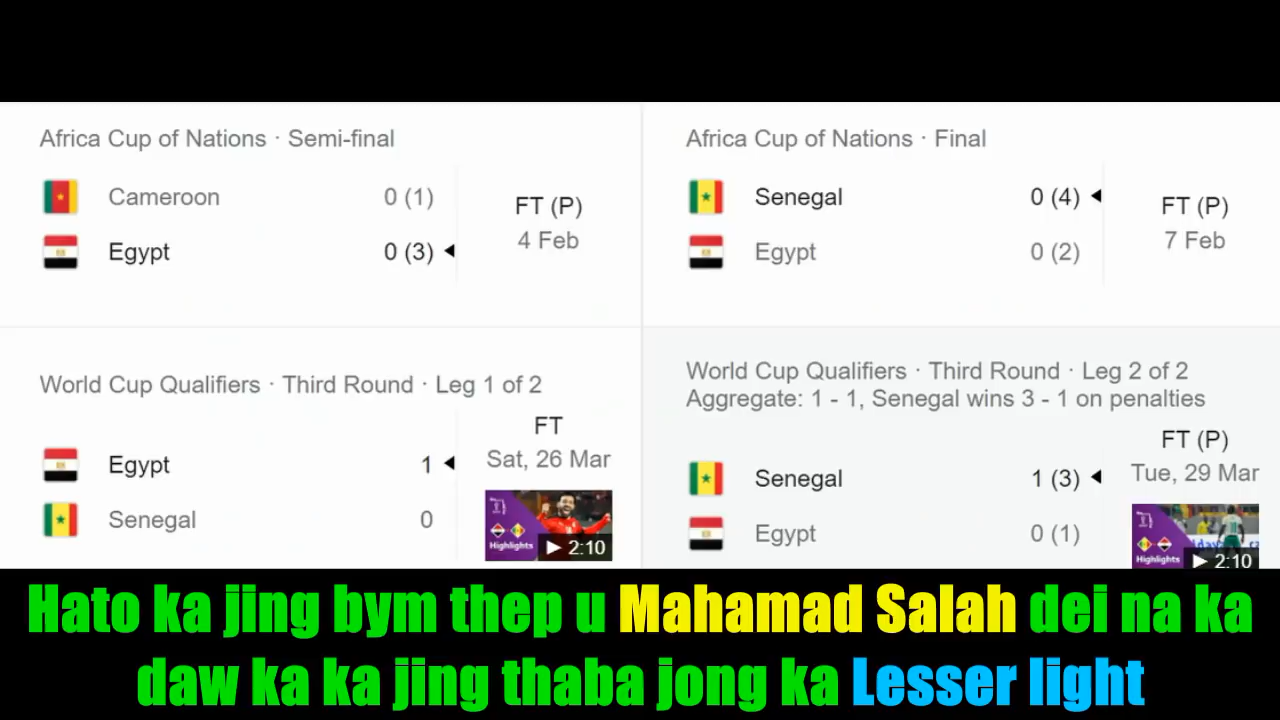 Africa Cup of Nations · Semi-final
Cameroon 0 (1)
Egypt 0 (3)
FT (P)
4 Feb
Africa Cup of Nations · Final
Senegal 0 (4)
Egypt 0 (2)
FT (P)
7 Feb
World Cup Qualifiers · Third Round · Leg 1 of 2
Egypt 1
Senegal 0
FT
Sat, 26 Mar
Highlights
2:10
World Cup Qualifiers · Third Round · Leg 2 of 2
Aggregate: 1 - 1, Senegal wins 3 - 1 on penalties
Senegal 1 (3)
Egypt 0 (1)
FT (P)
Tue, 29 Mar
Highlights
2:10
Hato ka jing bym thep u Mahamad Salah dei na ka
daw ka ka jing thaba jong ka Lesser light